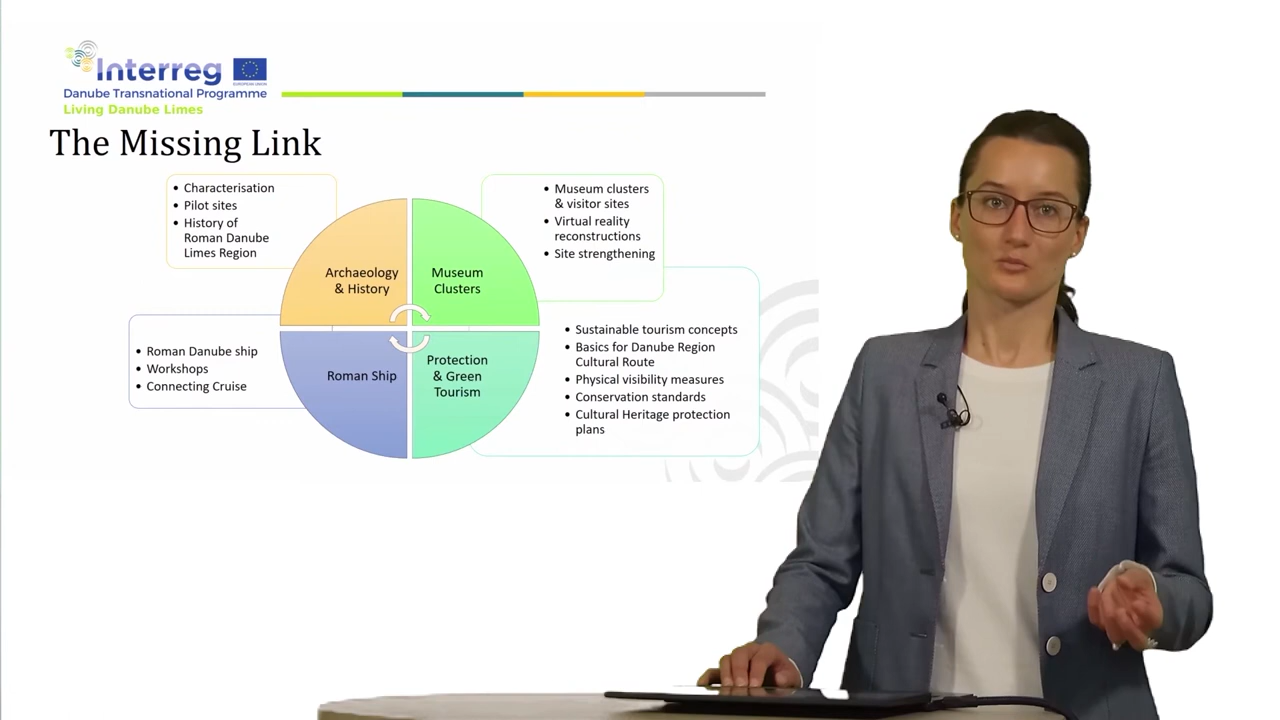 Interreg
EUROPEAN UNION
Danube Transnational Programme
Living Danube Limes
The Missing Link
• Characterisation
• Pilot sites
• History of
Roman Danube
Limes Region
• Museum clusters
& visitor sites
• Virtual reality
reconstructions
• Site strengthening
Archaeology
& History
Museum
Clusters
• Roman Danube ship
• Workshops
• Connecting Cruise
Roman Ship
Protection
& Green
Tourism
• Sustainable tourism concepts
• Basics for Danube Region
Cultural Route
• Physical visibility measures
• Conservation standards
• Cultural Heritage protection
plans